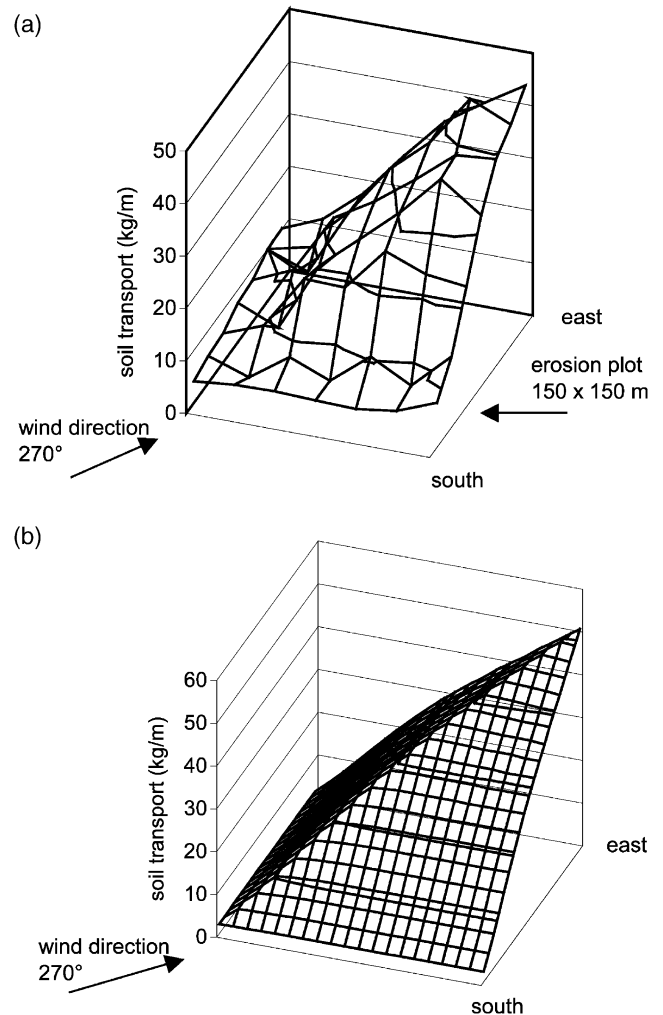 (a)
soil transport (kg/m)
50
40
30
20
10
0
east
erosion plot
150 x 150 m
wind direction
270°
south
(b)
soil transport (kg/m)
60
50
40
30
20
10
0
east
wind direction
270°
south